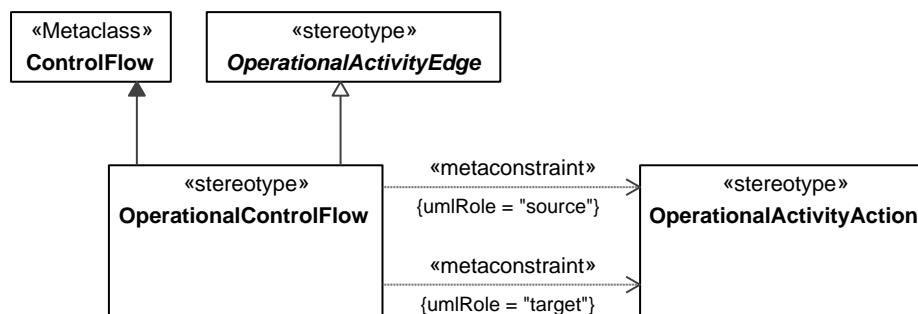 «Metaclass»
ControlFlow
«stereotype»
OperationalActivityEdge
«stereotype»
OperationalControlFlow
«metaconstraint»
{umlRole = "source"}
«metaconstraint»
{umlRole = "target"}
«stereotype»
OperationalActivityAction